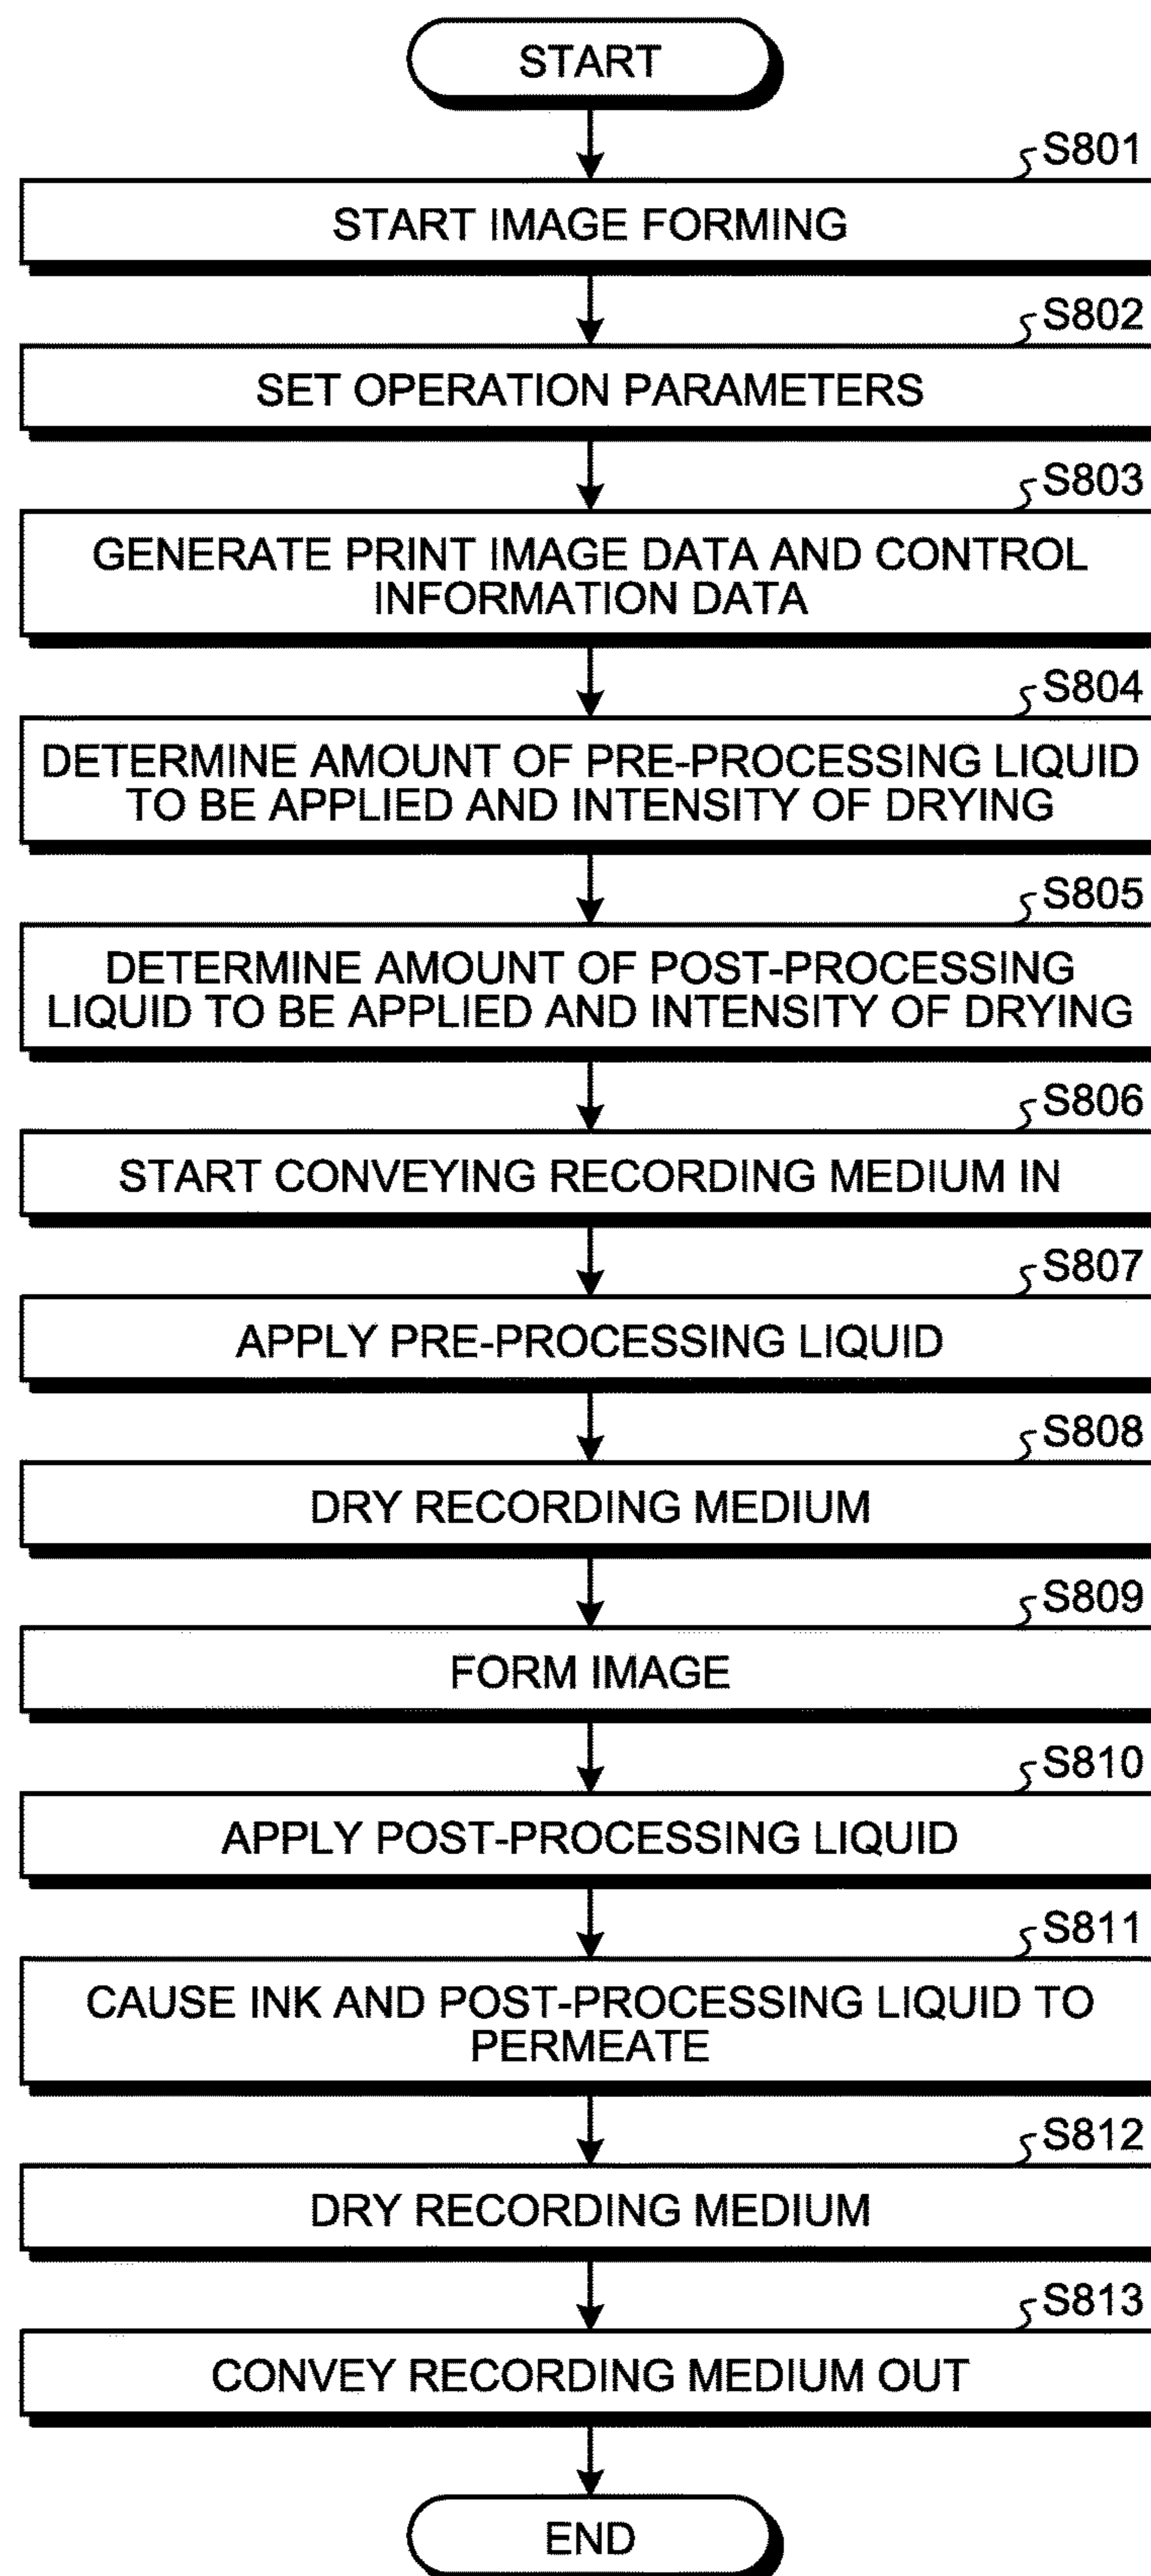 START
S801
START IMAGE FORMING
S802
SET OPERATION PARAMETERS
S803
GENERATE PRINT IMAGE DATA AND CONTROL
INFORMATION DATA
S804
DETERMINE AMOUNT OF PRE-PROCESSING LIQUID
TO BE APPLIED AND INTENSITY OF DRYING
S805
DETERMINE AMOUNT OF POST-PROCESSING
LIQUID TO BE APPLIED AND INTENSITY OF DRYING
S806
START CONVEYING RECORDING MEDIUM IN
S807
APPLY PRE-PROCESSING LIQUID
S808
DRY RECORDING MEDIUM
S809
FORM IMAGE
S810
APPLY POST-PROCESSING LIQUID
S811
CAUSE INK AND POST-PROCESSING LIQUID TO
PERMEATE
S812
DRY RECORDING MEDIUM
S813
CONVEY RECORDING MEDIUM OUT
END